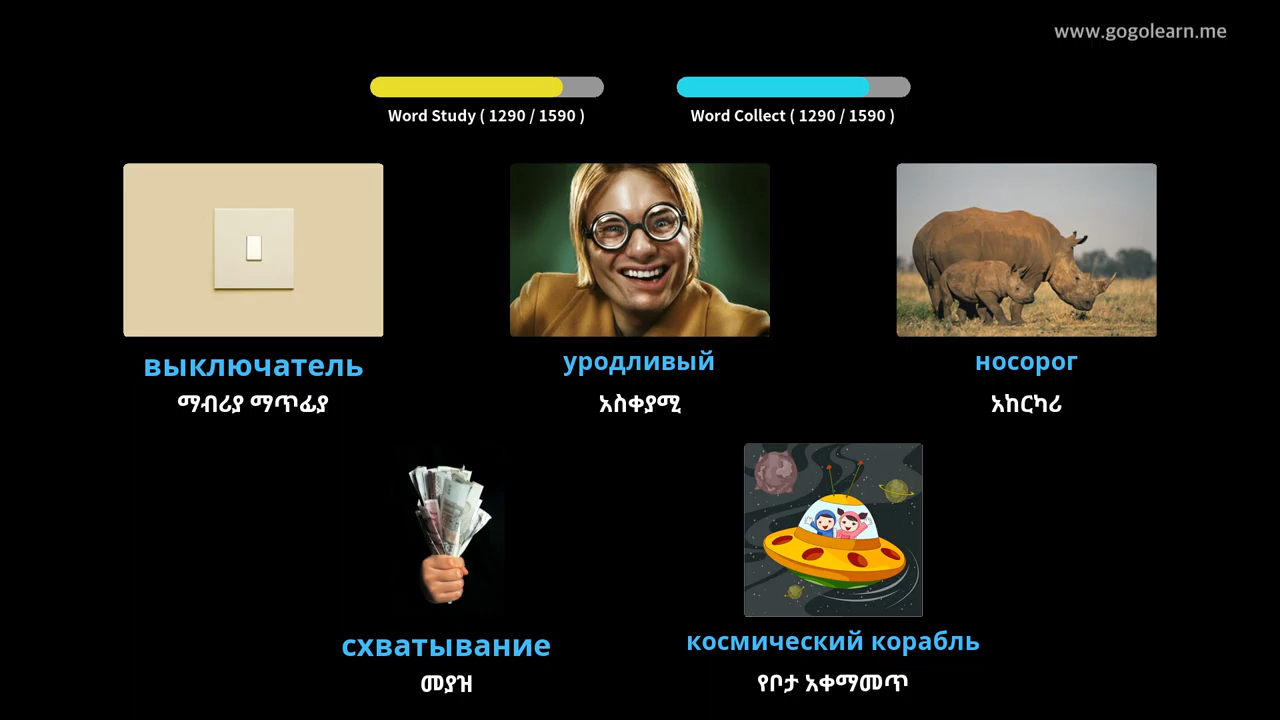 www.gogolearn.me
Word Study ( 1290 / 1590 )
Word Collect ( 1290 / 1590 )
выключатель
ማብሪያ ማጥፊያ
уродливый
አስቀያሚ
носорог
አከርካሪ
схватывание
መያዝ
космический корабль
የቦታ አቀማመጥ